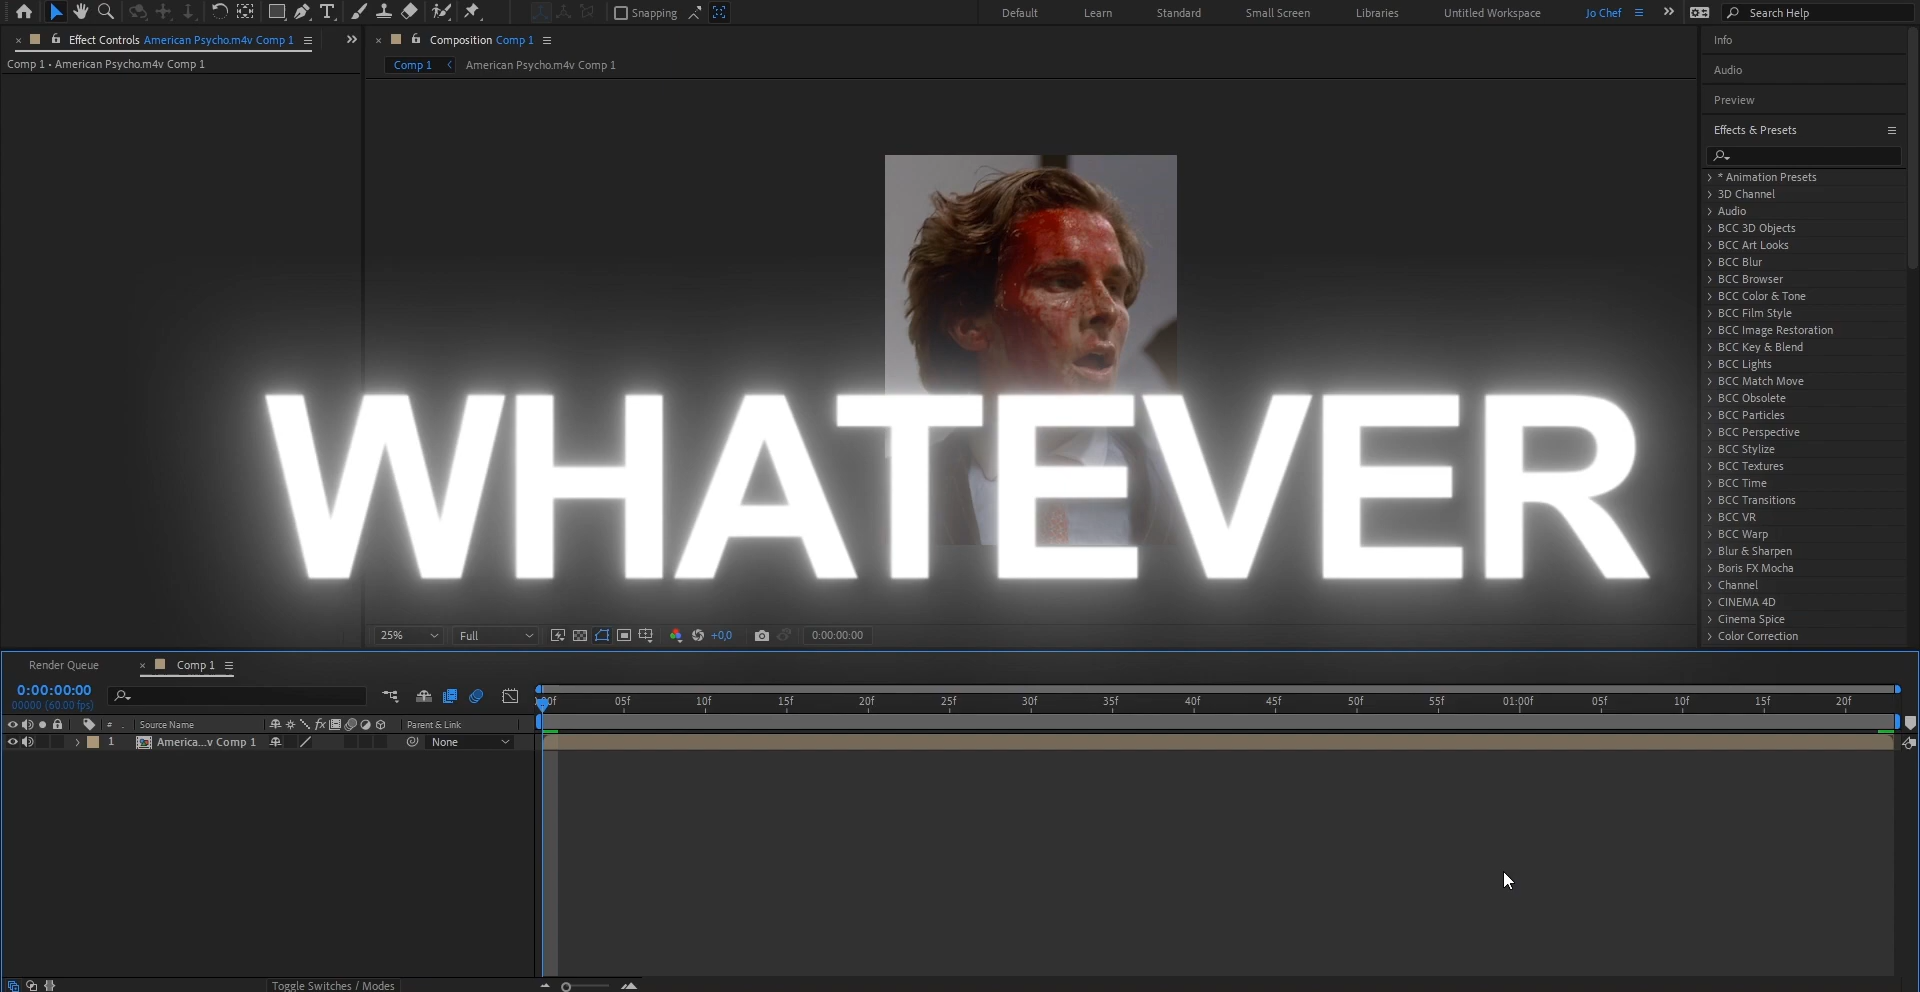 Snapping
Default
Learn
Standard
Small Screen
Libraries
Untitled Workspace
Jo Chef
Search Help
Effect Controls American Psycho.m4v Comp 1
Composition Comp 1
Info
Comp 1 • American Psycho.m4v Comp 1
Comp 1
American Psycho.m4v Comp 1
Audio
Preview
Effects & Presets
* Animation Presets
3D Channel
Audio
BCC 3D Objects
BCC Art Looks
BCC Blur
BCC Browser
BCC Color & Tone
BCC Film Style
BCC Image Restoration
BCC Key & Blend
BCC Lights
BCC Match Move
BCC Obsolete
BCC Particles
BCC Perspective
BCC Stylize
BCC Textures
BCC Time
BCC Transitions
BCC VR
BCC Warp
Blur & Sharpen
Boris FX Mocha
Channel
CINEMA 4D
Cinema Spice
Color Correction
WHATEVER
25%
Full
+0,0
0:00:00:00
Render Queue
Comp 1
0:00:00:00
00000 (60.00 fps)
:00f 05f 10f 15f 20f 25f 30f 35f 40f 45f 50f 55f 01:00f 05f 10f 15f 20f
# . Source Name
fx
Parent & Link
1 America...v Comp 1
None
Toggle Switches / Modes